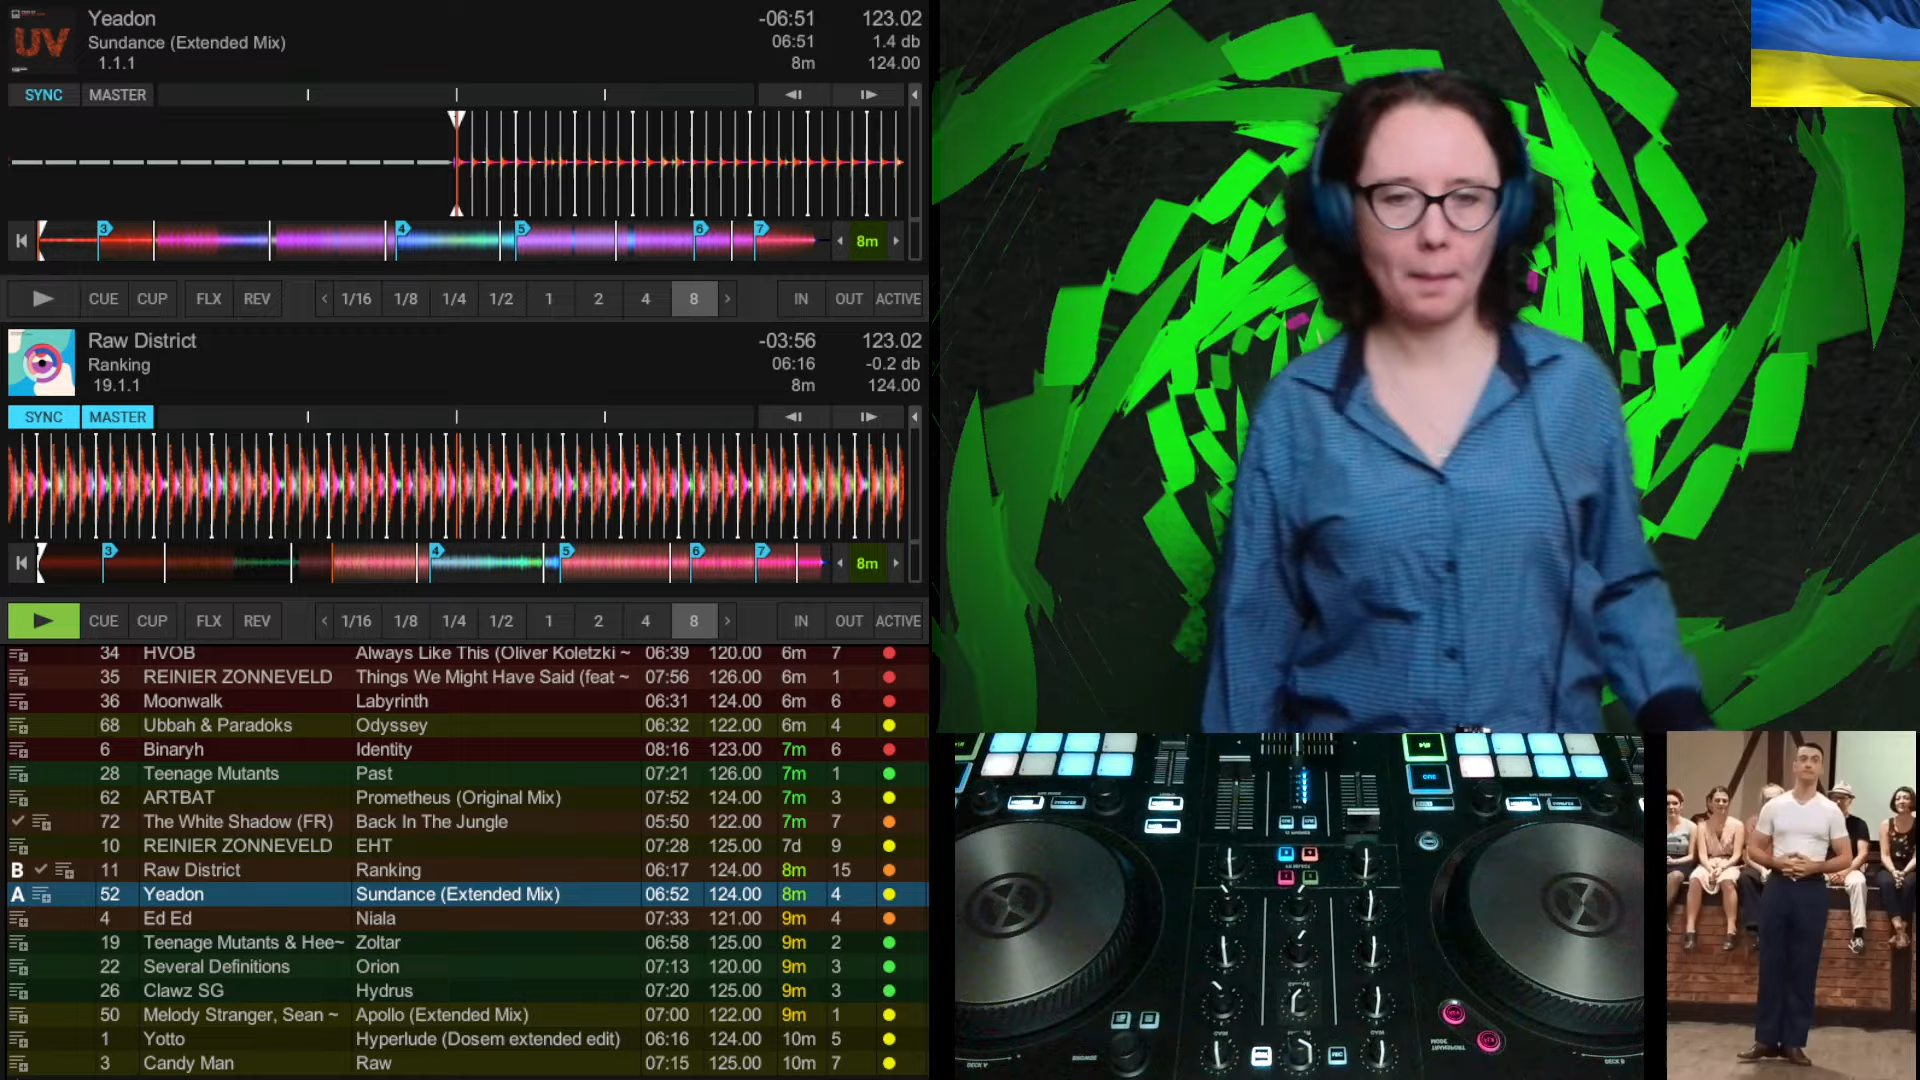 UV
Yeadon
-06:51
123.02
Sundance (Extended Mix)
06:51
1.4 db
1.1.1
8m
124.00
SYNC
MASTER
3
4
5
6
7
8m
CUE
CUP
FLX
REV
1/16
1/8
1/4
1/2
1
2
4
8
IN
OUT
ACTIVE
Raw District
-03:56
123.02
Ranking
06:16
-0.2 db
19.1.1
8m
124.00
SYNC
MASTER
3
4
5
6
7
8m
CUE
CUP
FLX
REV
1/16
1/8
1/4
1/2
1
2
4
8
IN
OUT
ACTIVE
34 HVOB Always Like This (Oliver Koletzki ~ 06:39 120.00 6m 7
35 REINIER ZONNEVELD Things We Might Have Said (feat ~ 07:56 126.00 6m 1
36 Moonwalk Labyrinth 06:31 124.00 6m 6
68 Ubbah & Paradoks Odyssey 06:32 122.00 6m 4
6 Binaryh Identity 08:16 123.00 7m 6
28 Teenage Mutants Past 07:21 126.00 7m 1
62 ARTBAT Prometheus (Original Mix) 07:52 124.00 7m 3
72 The White Shadow (FR) Back In The Jungle 05:50 122.00 7m 7
10 REINIER ZONNEVELD EHT 07:28 125.00 7d 9
B 11 Raw District Ranking 06:17 124.00 8m 15
A 52 Yeadon Sundance (Extended Mix) 06:52 124.00 8m 4
4 Ed Ed Niala 07:33 121.00 9m 4
19 Teenage Mutants & Hee~ Zoltar 06:58 125.00 9m 2
22 Several Definitions Orion 07:13 120.00 9m 3
26 Clawz SG Hydrus 07:20 125.00 9m 3
50 Melody Stranger, Sean ~ Apollo (Extended Mix) 07:00 122.00 9m 1
1 Yotto Hyperlude (Dosem extended edit) 06:16 124.00 10m 5
3 Candy Man Raw 07:15 125.00 10m 7